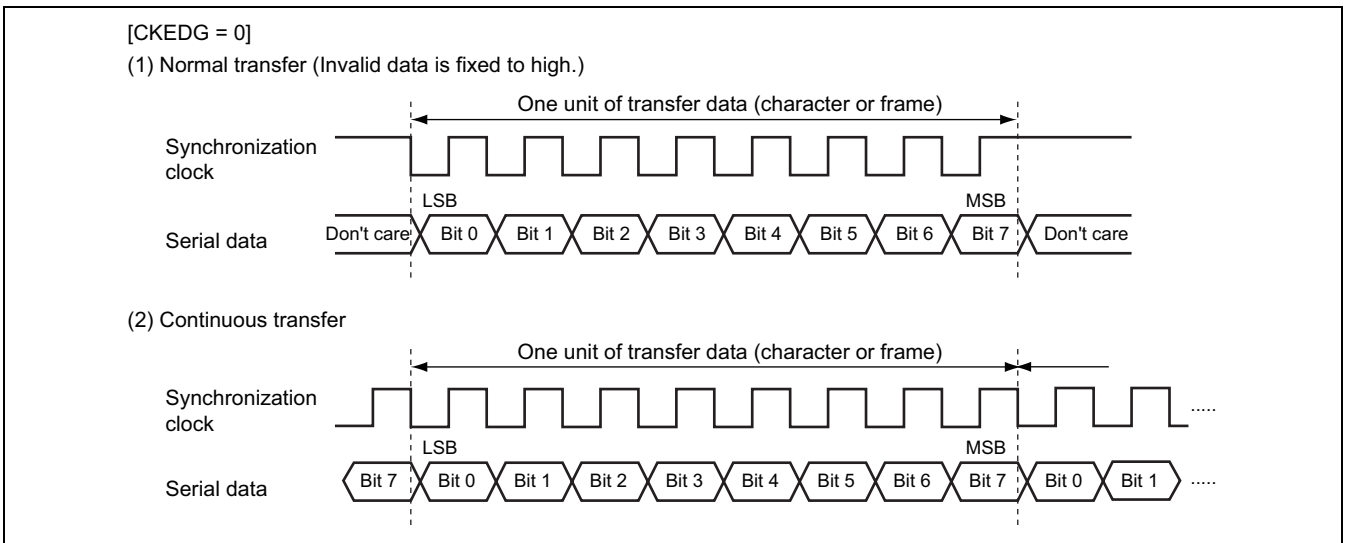 [CKEDG = 0]
(1) Normal transfer (Invalid data is fixed to high.)
One unit of transfer data (character or frame)
Synchronization
clock
LSB MSB
Serial data Don't care Bit 0 Bit 1 Bit 2 Bit 3 Bit 4 Bit 5 Bit 6 Bit 7 Don't care
(2) Continuous transfer
One unit of transfer data (character or frame)
Synchronization
clock
.....
LSB MSB
Serial data Bit 7 Bit 0 Bit 1 Bit 2 Bit 3 Bit 4 Bit 5 Bit 6 Bit 7 Bit 0 Bit 1 .....